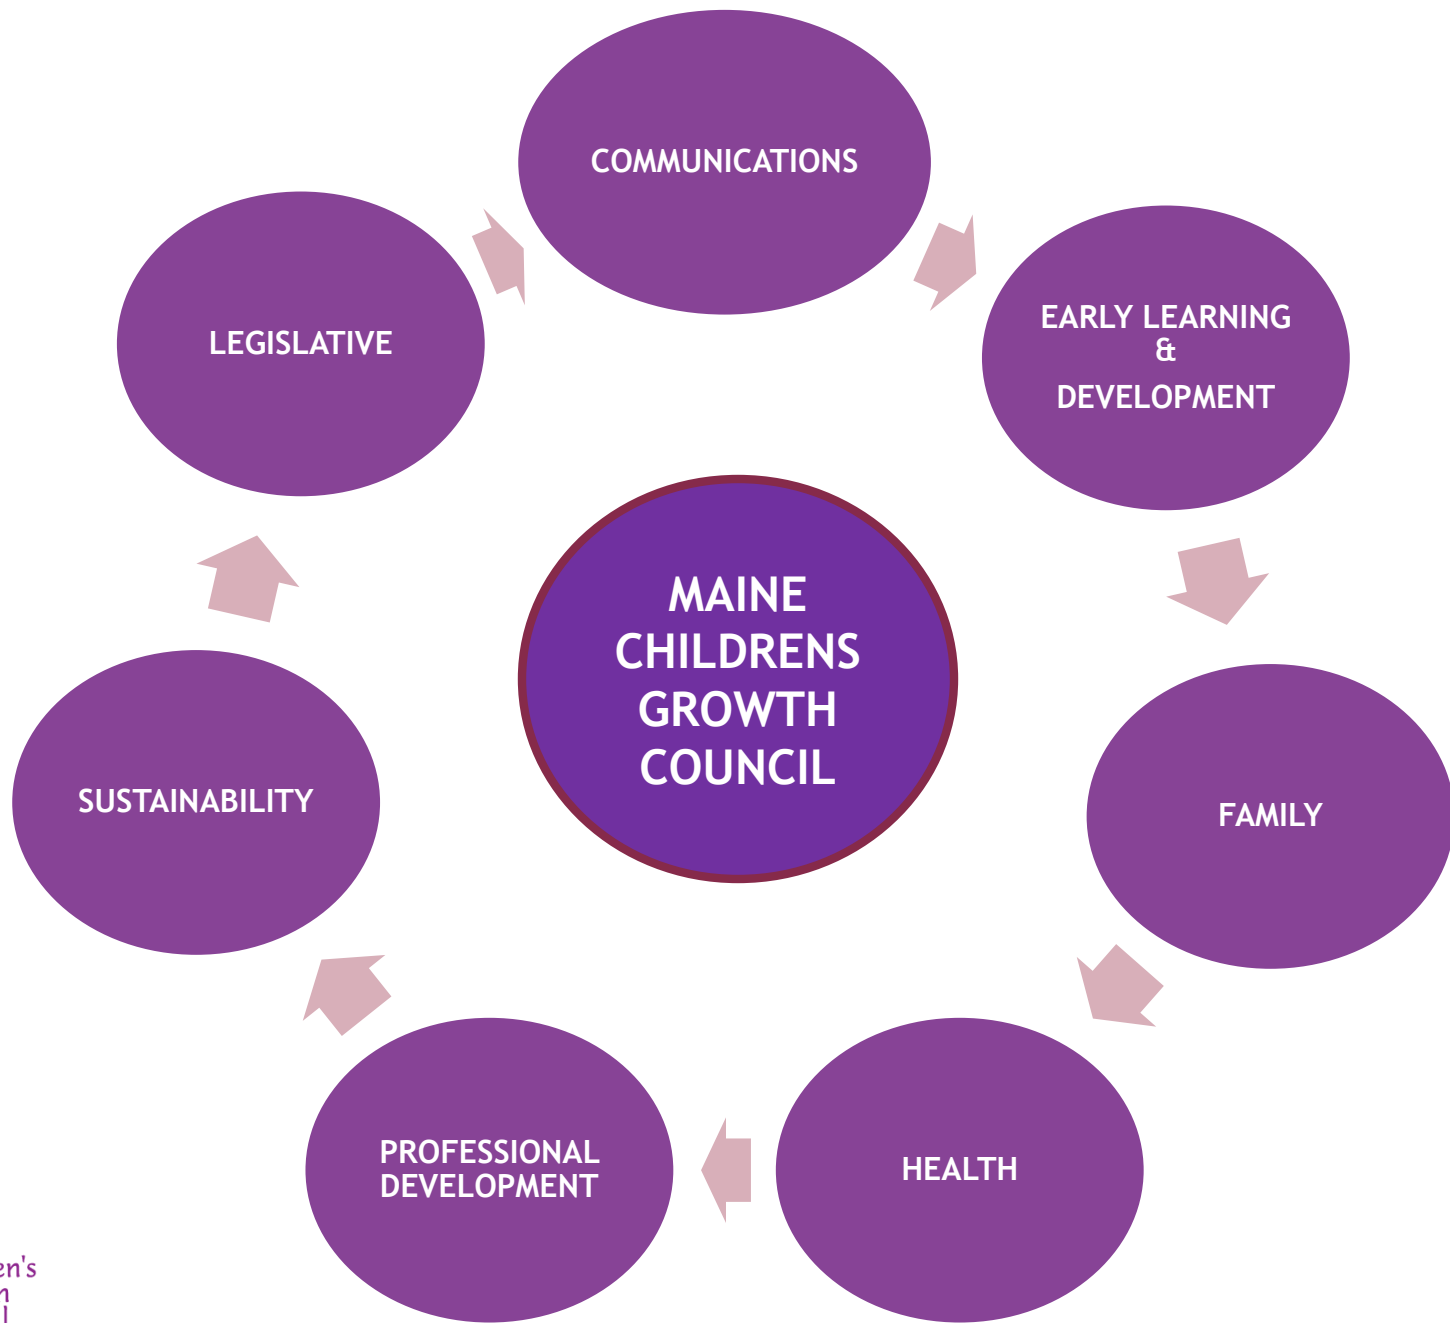 COMMUNICATIONS
EARLY LEARNING
&
DEVELOPMENT
FAMILY
HEALTH
PROFESSIONAL
DEVELOPMENT
SUSTAINABILITY
LEGISLATIVE
MAINE
CHILDRENS
GROWTH
COUNCIL
en's